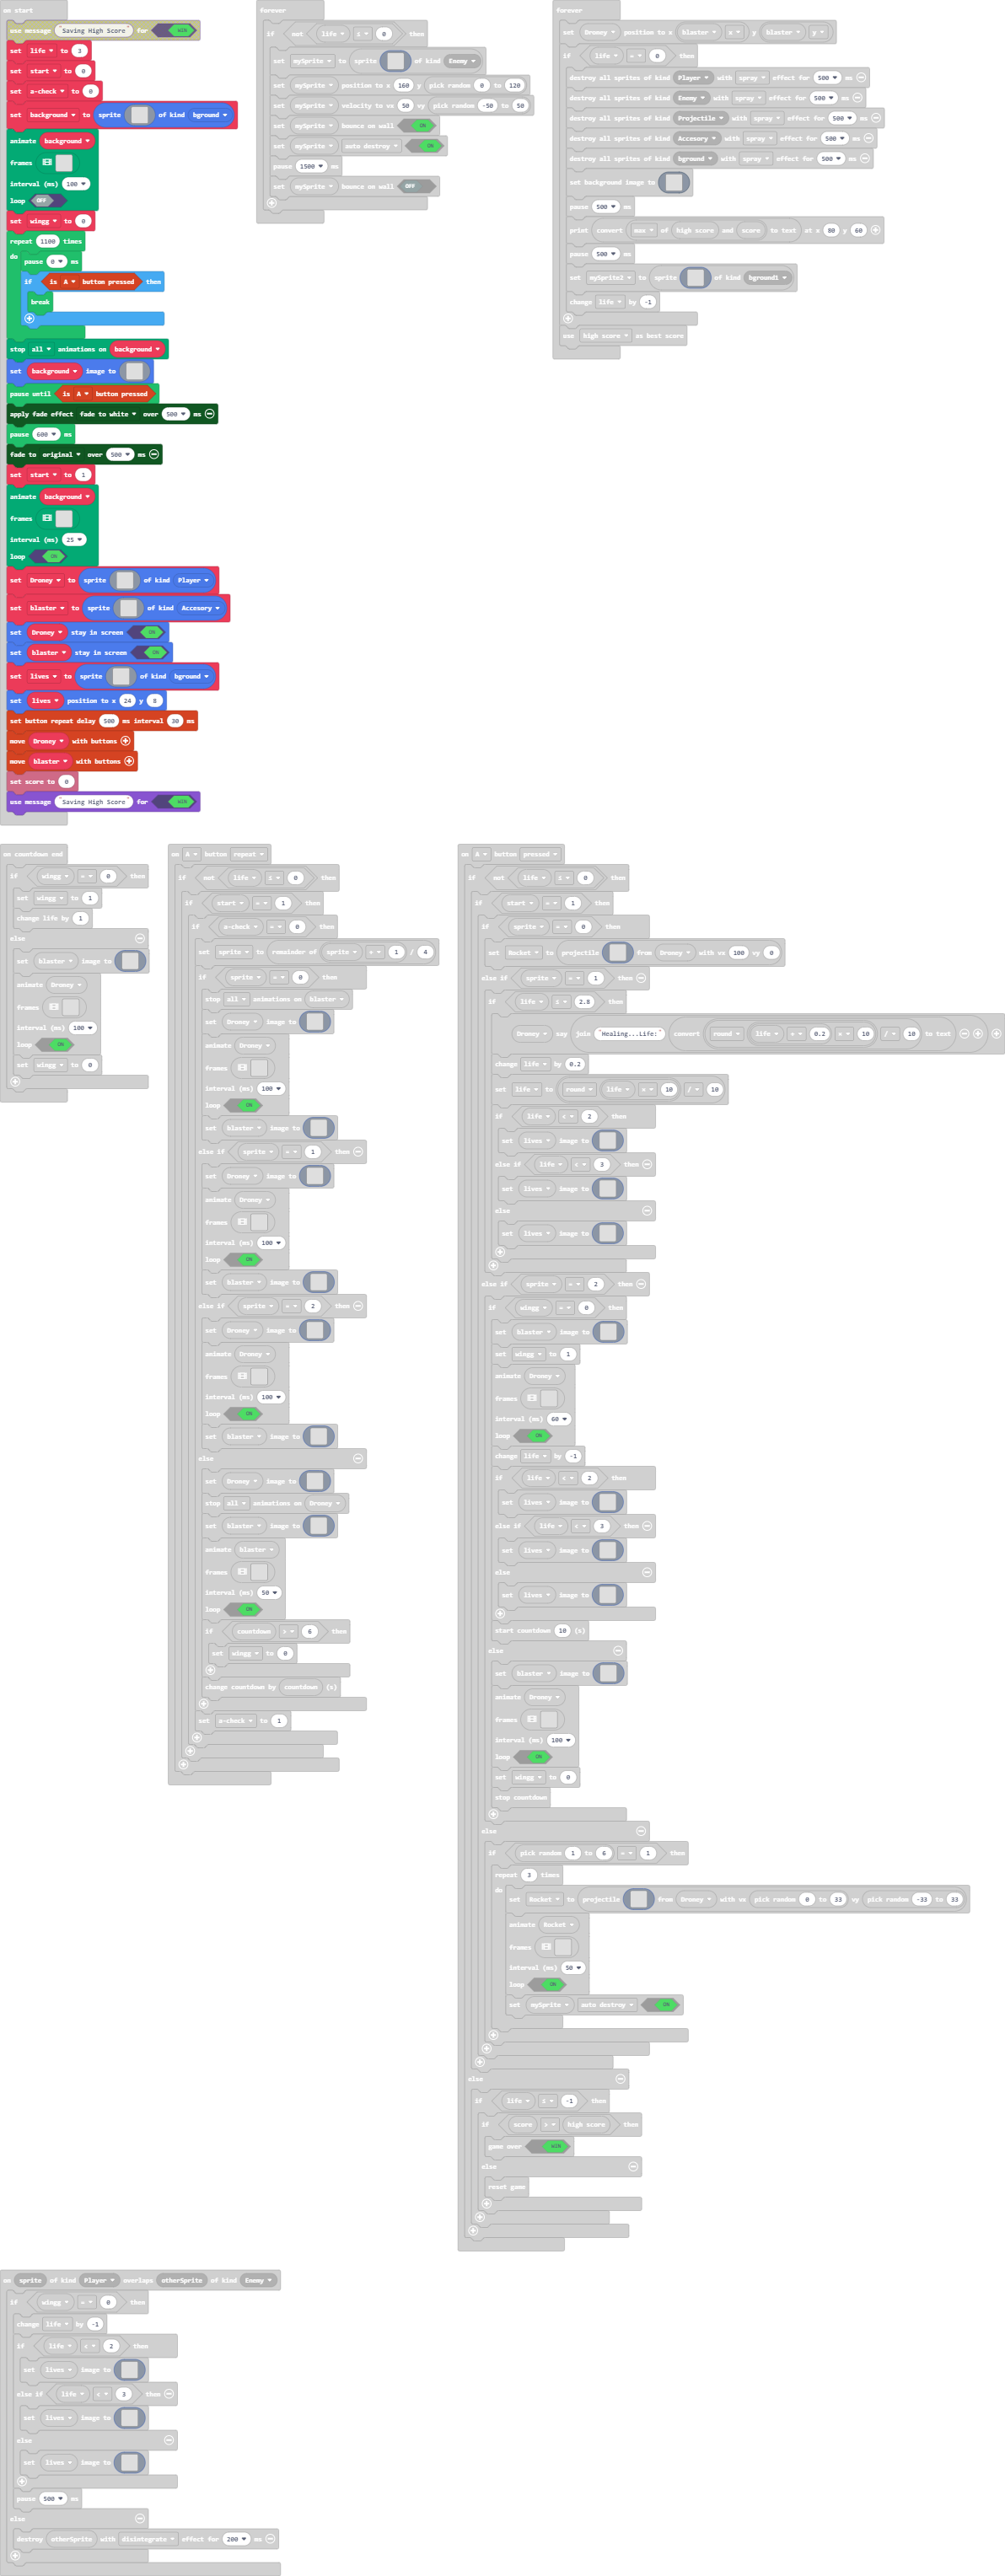 on start
use message "Saving High Score" for WIN
set life to 3
set start to 0
set a-check to 0
set background to sprite of kind bground
animate background
frames
interval (ms) 100
loop OFF
set wingg to 0
repeat 1100 times
do pause 0 ms
if is A button pressed then
break
stop all animations on background
set background image to
pause until is A button pressed
apply fade effect fade to white over 500 ms
pause 600 ms
fade to original over 500 ms
set start to 1
animate background
frames
interval (ms) 25
loop ON
set Droney to sprite of kind Player
set blaster to sprite of kind Accesory
set Droney stay in screen ON
set blaster stay in screen ON
set lives to sprite of kind bground
set lives position to x 24 y 8
set button repeat delay 500 ms interval 30 ms
move Droney with buttons
move blaster with buttons
set score to 0
use message "Saving High Score" for WIN
forever
if not life ≤ 0 then
set mySprite to sprite of kind Enemy
set mySprite position to x 160 y pick random 0 to 120
set mySprite velocity to vx 50 vy pick random -50 to 50
set mySprite bounce on wall ON
set mySprite auto destroy ON
pause 1500 ms
set mySprite bounce on wall OFF
forever
set Droney position to x blaster x y blaster y
if life = 0 then
destroy all sprites of kind Player with spray effect for 500 ms
destroy all sprites of kind Enemy with spray effect for 500 ms
destroy all sprites of kind Projectile with spray effect for 500 ms
destroy all sprites of kind Accesory with spray effect for 500 ms
destroy all sprites of kind bground with spray effect for 500 ms
set background image to
pause 500 ms
print convert max of high score and score to text at x 80 y 60
pause 500 ms
set mySprite2 to sprite of kind bground1
change life by -1
use high score as best score
on countdown end
if wingg = 0 then
set wingg to 1
change life by 1
else
set blaster image to
animate Droney
frames
interval (ms) 100
loop ON
set wingg to 0
on A button repeat
if not life ≤ 0 then
if start = 1 then
if a-check = 0 then
set sprite to remainder of sprite + 1 / 4
if sprite = 0 then
stop all animations on blaster
set Droney image to
animate Droney
frames
interval (ms) 100
loop ON
set blaster image to
else if sprite = 1 then
set Droney image to
animate Droney
frames
interval (ms) 100
loop ON
set blaster image to
else if sprite = 2 then
set Droney image to
animate Droney
frames
interval (ms) 100
loop ON
set blaster image to
else
set Droney image to
stop all animations on Droney
set blaster image to
animate blaster
frames
interval (ms) 50
loop ON
if countdown > 6 then
set wingg to 0
change countdown by countdown (s)
set a-check to 1
on A button pressed
if not life ≤ 0 then
if start = 1 then
if sprite = 0 then
set Rocket to projectile from Droney with vx 100 vy 0
else if sprite = 1 then
if life ≤ 2.8 then
Droney say join "Healing...Life:" convert round life + 0.2 × 10 / 10 to text
change life by 0.2
set life to round life × 10 / 10
if life < 2 then
set lives image to
else if life < 3 then
set lives image to
else
set lives image to
else if sprite = 2 then
if wingg = 0 then
set blaster image to
set wingg to 1
animate Droney
frames
interval (ms) 60
loop ON
change life by -1
if life < 2 then
set lives image to
else if life < 3 then
set lives image to
else
set lives image to
start countdown 10 (s)
else
set blaster image to
animate Droney
frames
interval (ms) 100
loop ON
set wingg to 0
stop countdown
else
if pick random 1 to 6 = 1 then
repeat 3 times
do set Rocket to projectile from Droney with vx pick random 0 to 33 vy pick random -33 to 33
animate Rocket
frames
interval (ms) 50
loop ON
set mySprite auto destroy ON
else
if life ≤ -1 then
if score > high score then
game over WIN
else
reset game
on sprite of kind Player overlaps otherSprite of kind Enemy
if wingg = 0 then
change life by -1
if life < 2 then
set lives image to
else if life < 3 then
set lives image to
else
set lives image to
pause 500 ms
else
destroy otherSprite with disintegrate effect for 200 ms